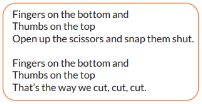 Fingers on the bottom and
Thumbs on the top
Open up the scissors and snap them shut.
Fingers on the bottom and
Thumbs on the top
That's the way we cut, cut, cut.